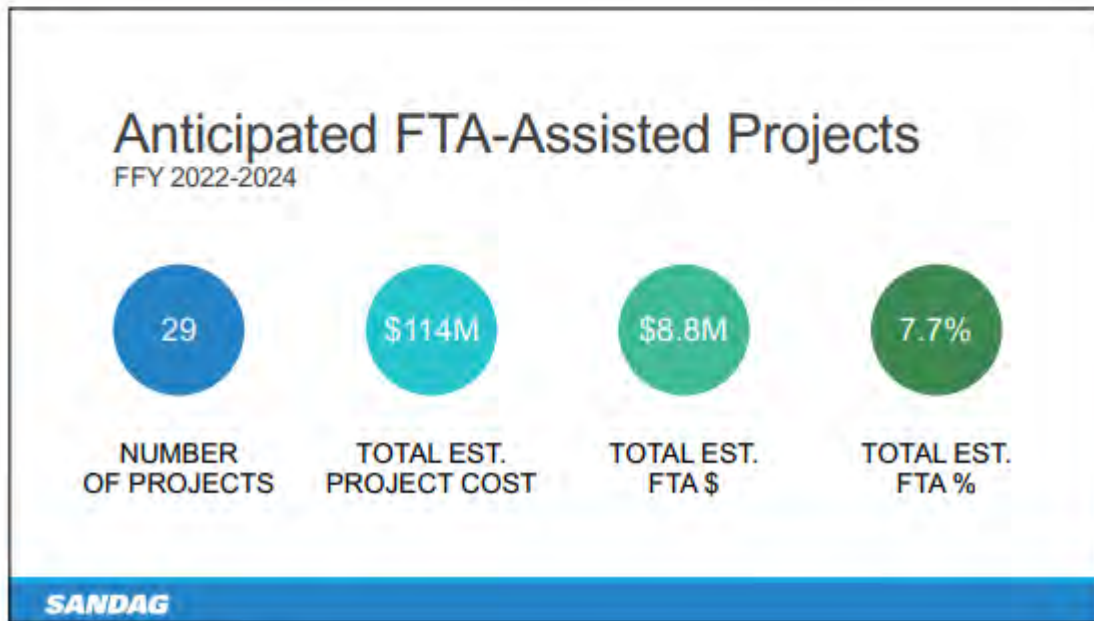 Anticipated FTA-Assisted Projects
FFY 2022-2024
29
$114M
$8.8M
7.7%
NUMBER
OF PROJECTS
TOTAL EST.
PROJECT COST
TOTAL EST.
FTA $
TOTAL EST.
FTA %
SANDAG